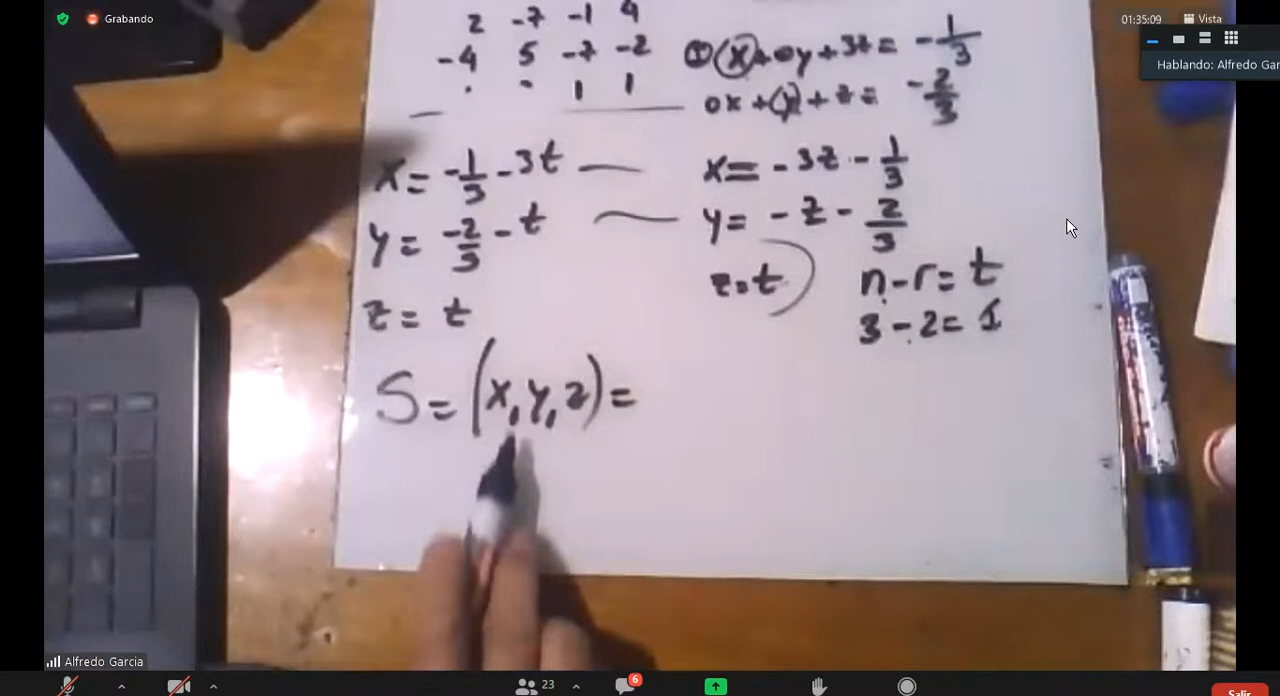 Grabando
01:35:09 Vista
Hablando: Alfredo Gar
2 -7 -1 4
-4 5 -7 -2
1 1
① x + 0y + 3z = -1/3
0x + y + z = -2/3
x = -1/3 - 3t
x = -3z - 1/3
y = -2/3 - t
y = -z - 2/3
z = t
z = t
n - r = t
3 - 2 = 1
S = (x, y, z) =
Alfredo Garcia
23
6
Salir